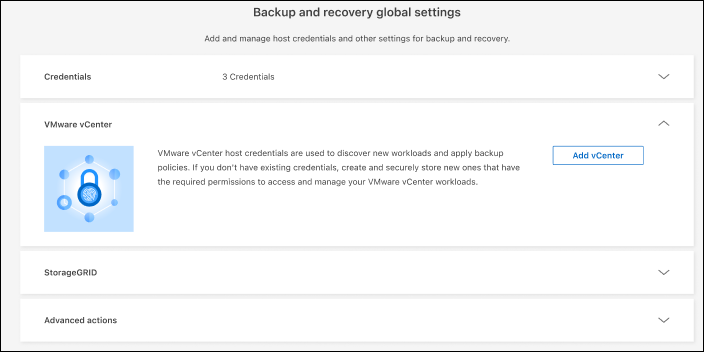 Backup and recovery global settings
Add and manage host credentials and other settings for backup and recovery.
Credentials 3 Credentials
VMware vCenter
VMware vCenter host credentials are used to discover new workloads and apply backup
policies. If you don't have existing credentials, create and securely store new ones that have
the required permissions to access and manage your VMware vCenter workloads.
Add vCenter
StorageGRID
Advanced actions